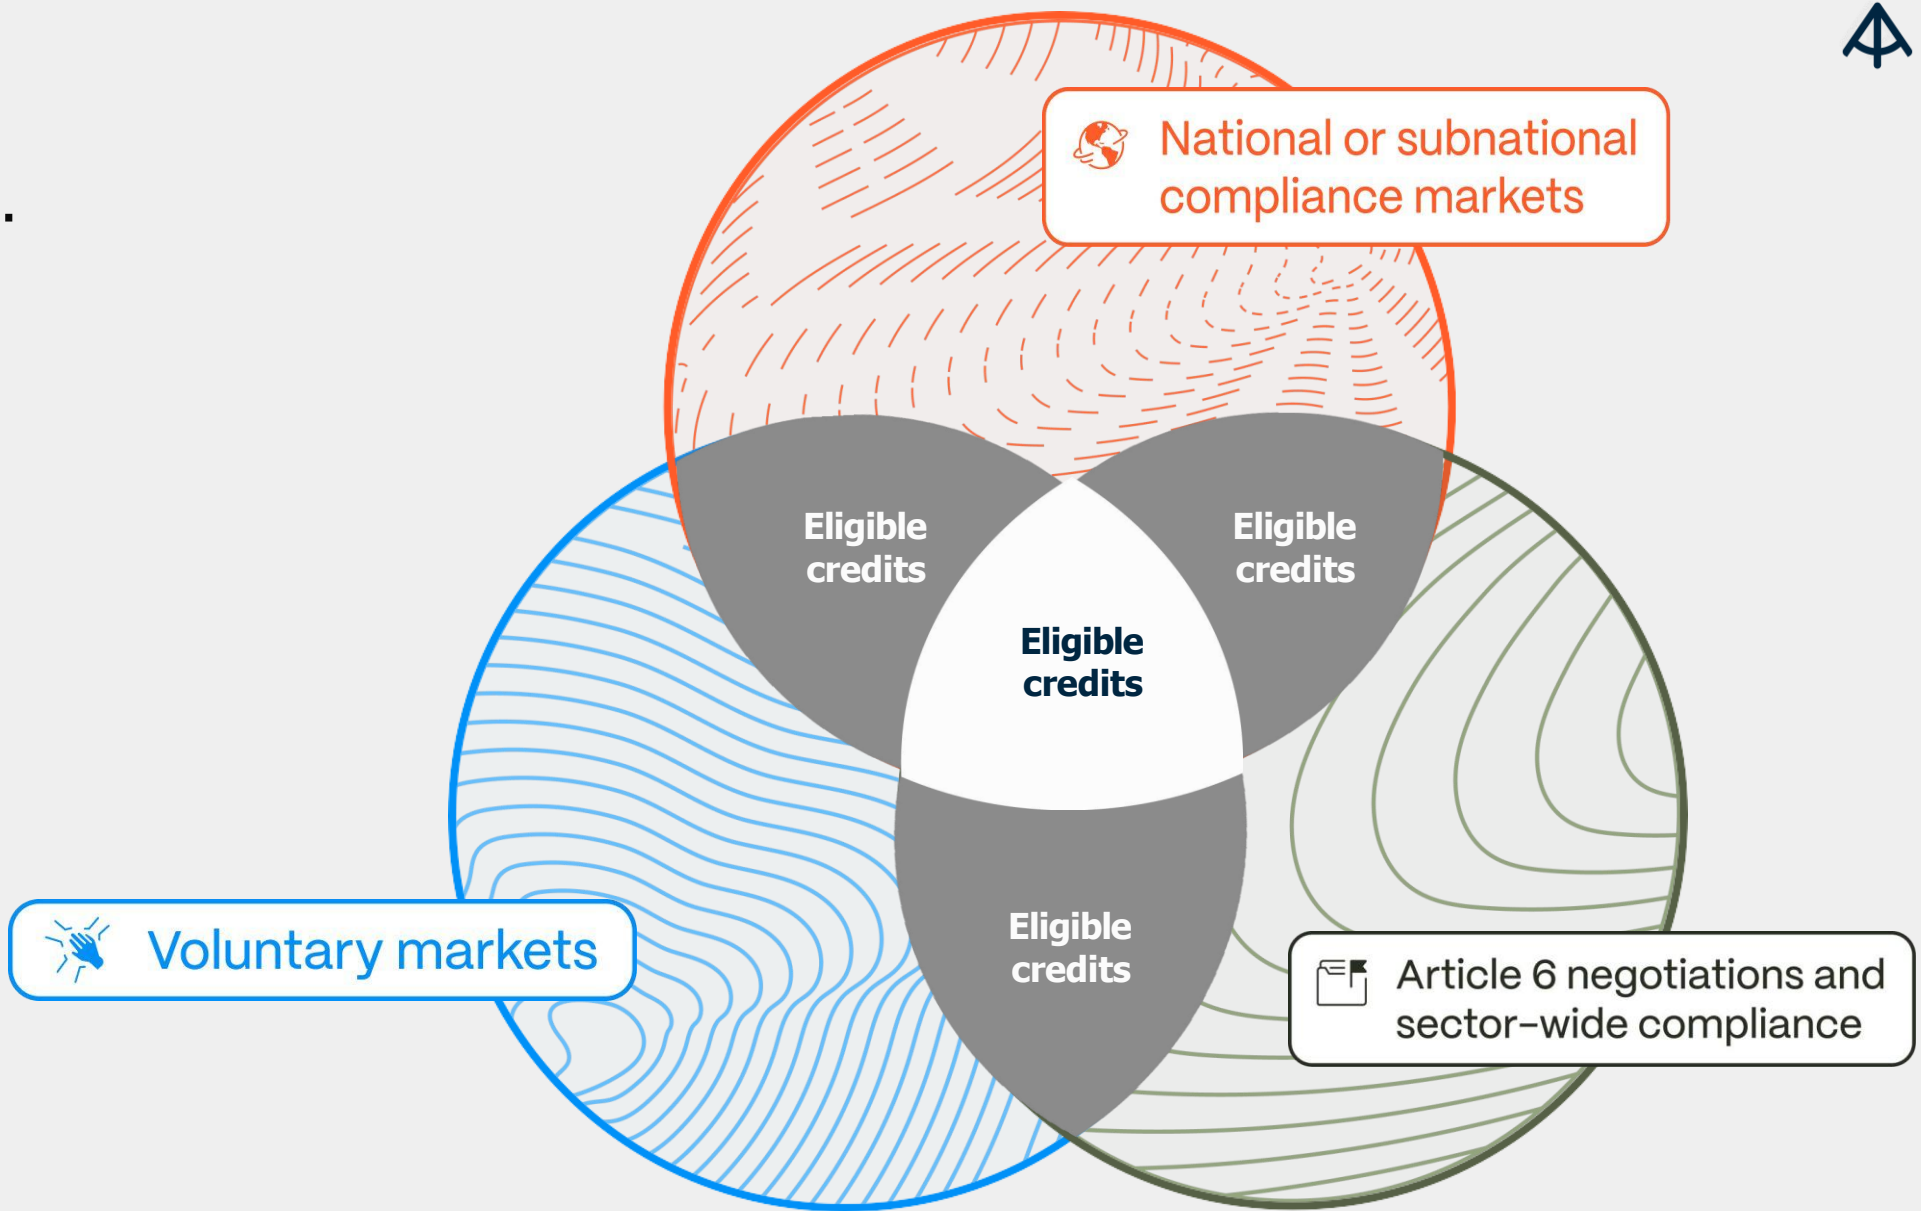 National or subnational
compliance markets
.
Eligible
credits
Eligible
credits
Eligible
credits
Eligible
credits
Voluntary markets
Article 6 negotiations and
sector-wide compliance